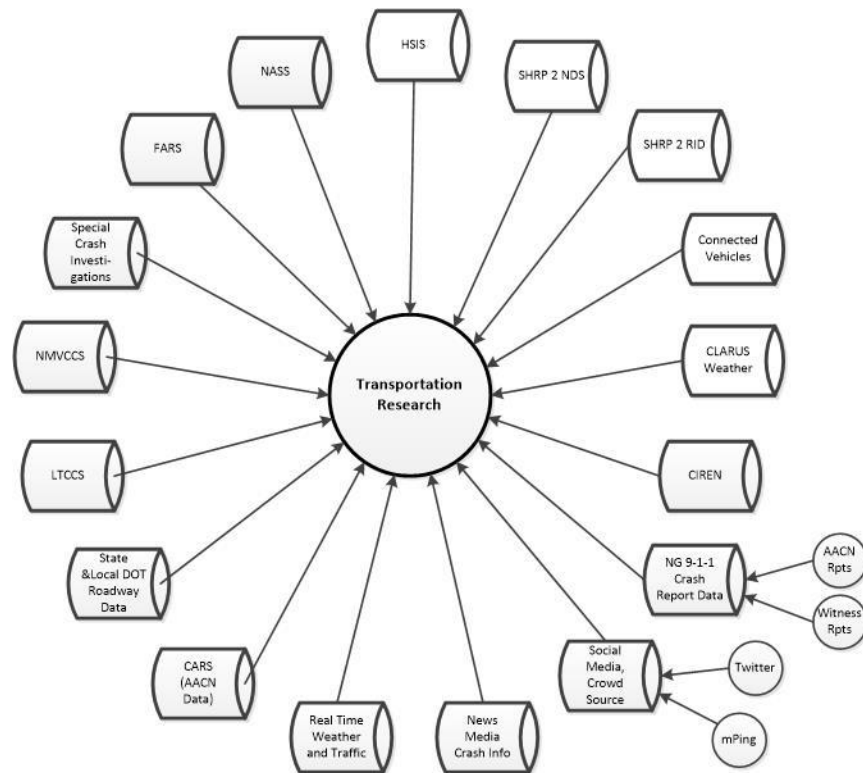 HSIS
NASS
SHRP 2 NDS
FARS
SHRP 2 RID
Special
Crash
Investi-
gations
Connected
Vehicles
NMVCCS
CLARUS
Weather
Transportation
Research
LTCCS
CIREN
State
&Local DOT
Roadway
Data
NG 9-1-1
Crash
Report Data
AACN
Rpts
Witness
Rpts
CARS
(AACN
Data)
Social
Media,
Crowd
Source
Twitter
mPing
Real Time
Weather
and Traffic
News
Media
Crash Info